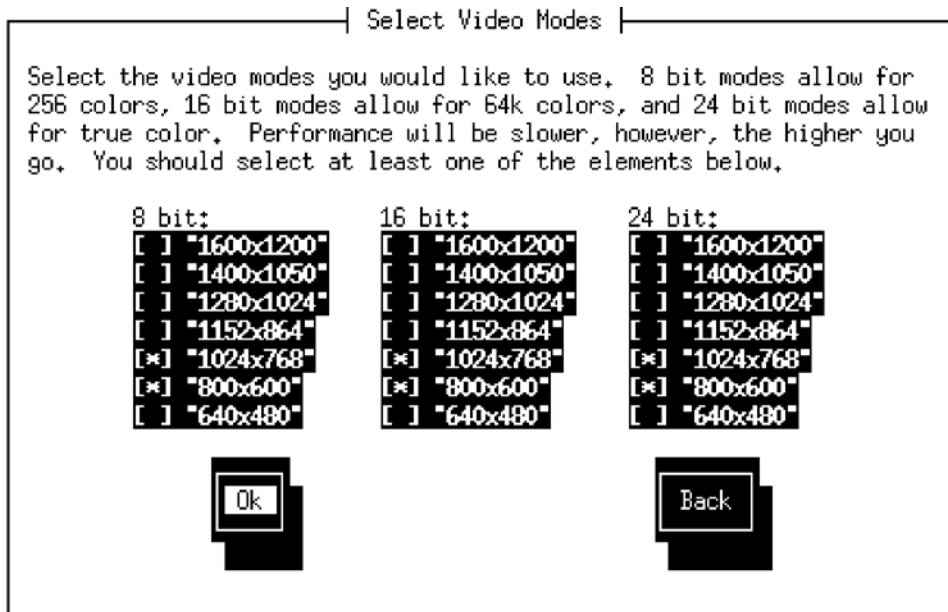 Select Video Modes
Select the video modes you would like to use.  8 bit modes allow for
256 colors, 16 bit modes allow for 64k colors, and 24 bit modes allow
for true color.  Performance will be slower, however, the higher you
go.  You should select at least one of the elements below.
8 bit: 16 bit: 24 bit:
[ ] "1600x1200" [ ] "1600x1200" [ ] "1600x1200"
[ ] "1400x1050" [ ] "1400x1050" [ ] "1400x1050"
[ ] "1280x1024" [ ] "1280x1024" [ ] "1280x1024"
[ ] "1152x864" [ ] "1152x864" [ ] "1152x864"
[*] "1024x768" [*] "1024x768" [*] "1024x768"
[*] "800x600" [*] "800x600" [*] "800x600"
[ ] "640x480" [ ] "640x480" [ ] "640x480"
Ok Back